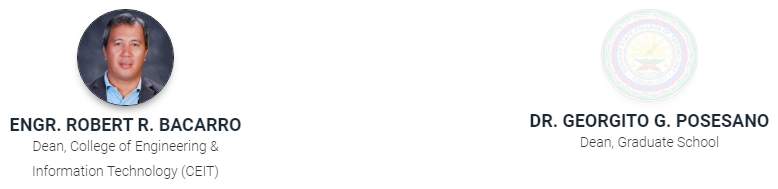 ENGR. ROBERT R. BACARRO
Dean, College of Engineering &
Information Technology (CEIT)
DR. GEORGITO G. POSESANO
Dean, Graduate School